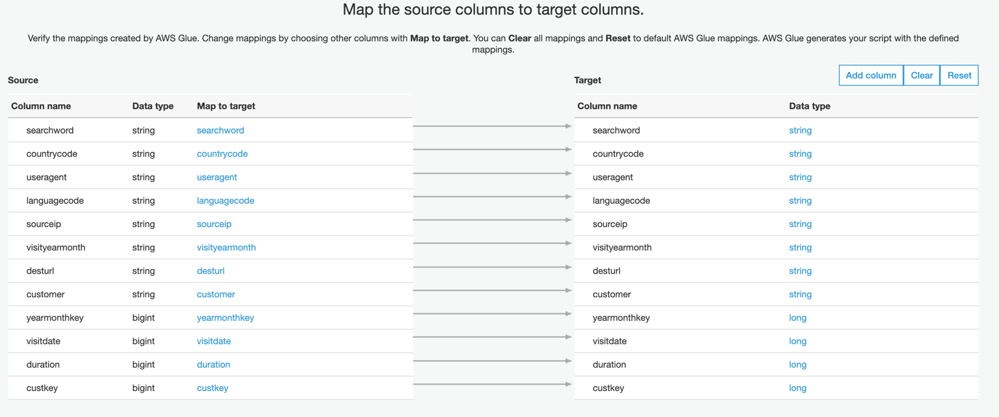 Map the source columns to target columns.
Verify the mappings created by AWS Glue. Change mappings by choosing other columns with Map to target. You can Clear all mappings and Reset to default AWS Glue mappings. AWS Glue generates your script with the defined
mappings.
Source
Target
Add column Clear Reset
Column name Data type Map to target Column name Data type
searchword string searchword searchword string
countrycode string countrycode countrycode string
useragent string useragent useragent string
languagecode string languagecode languagecode string
sourceip string sourceip sourceip string
visityearmonth string visityearmonth visityearmonth string
desturl string desturl desturl string
customer string customer customer string
yearmonthkey bigint yearmonthkey yearmonthkey long
visitdate bigint visitdate visitdate long
duration bigint duration duration long
custkey bigint custkey custkey long